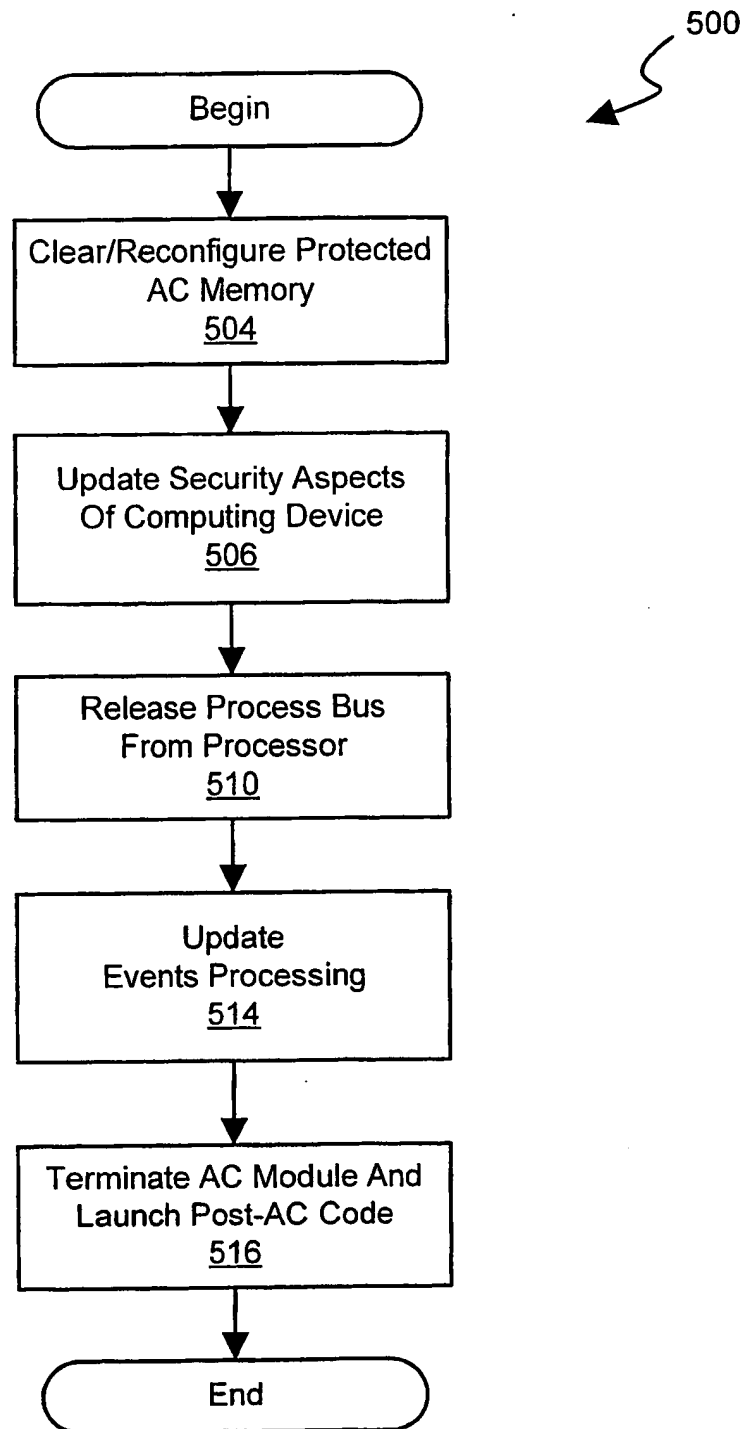 500
Begin
Clear/Reconfigure Protected
AC Memory
504
Update Security Aspects
Of Computing Device
506
Release Process Bus
From Processor
510
Update
Events Processing
514
Terminate AC Module And
Launch Post-AC Code
516
End